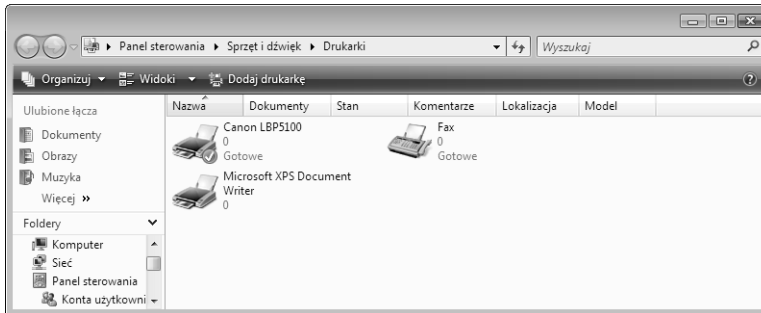 Panel sterowania Sprzęt i dźwięk Drukarki Wyszukaj
Organizuj Widoki Dodaj drukarkę ?
Ulubione łącza
Dokumenty
Obrazy
Muzyka
Więcej »
Foldery
Komputer
Sieć
Panel sterowania
Konta użytkowni
Nazwa Dokumenty Stan Komentarze Lokalizacja Model
Canon LBP5100
0
Gotowe
Fax
0
Gotowe
Microsoft XPS Document
Writer
0